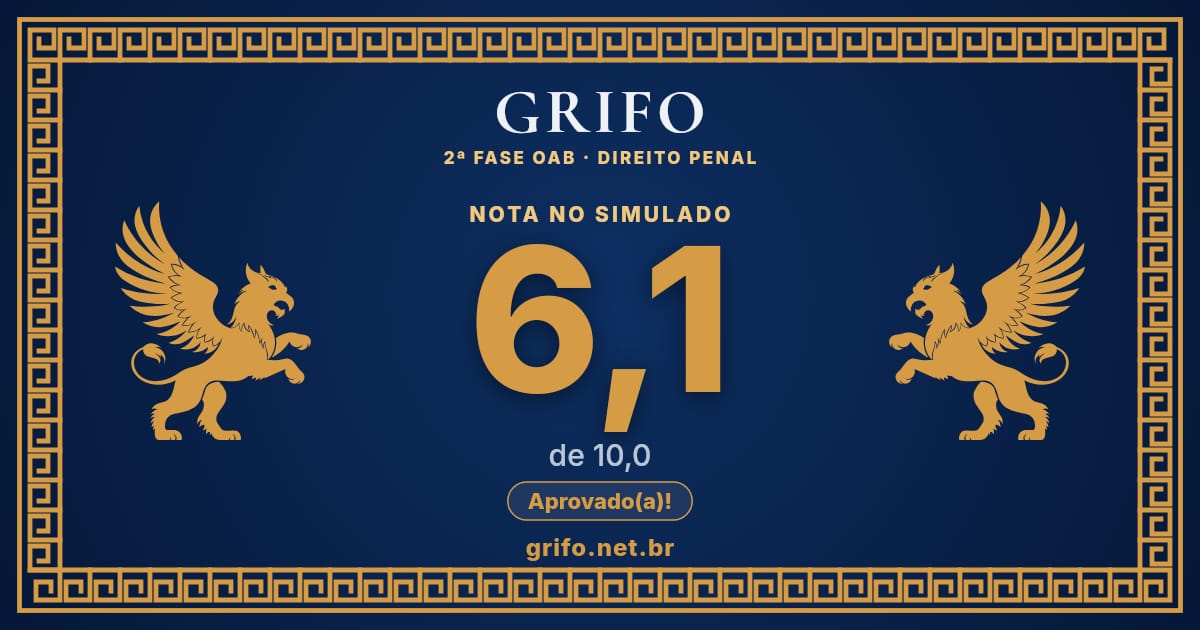 GRIFO
2ª FASE OAB · DIREITO PENAL
NOTA NO SIMULADO
6,1
de 10,0
Aprovado(a)!
grifo.net.br